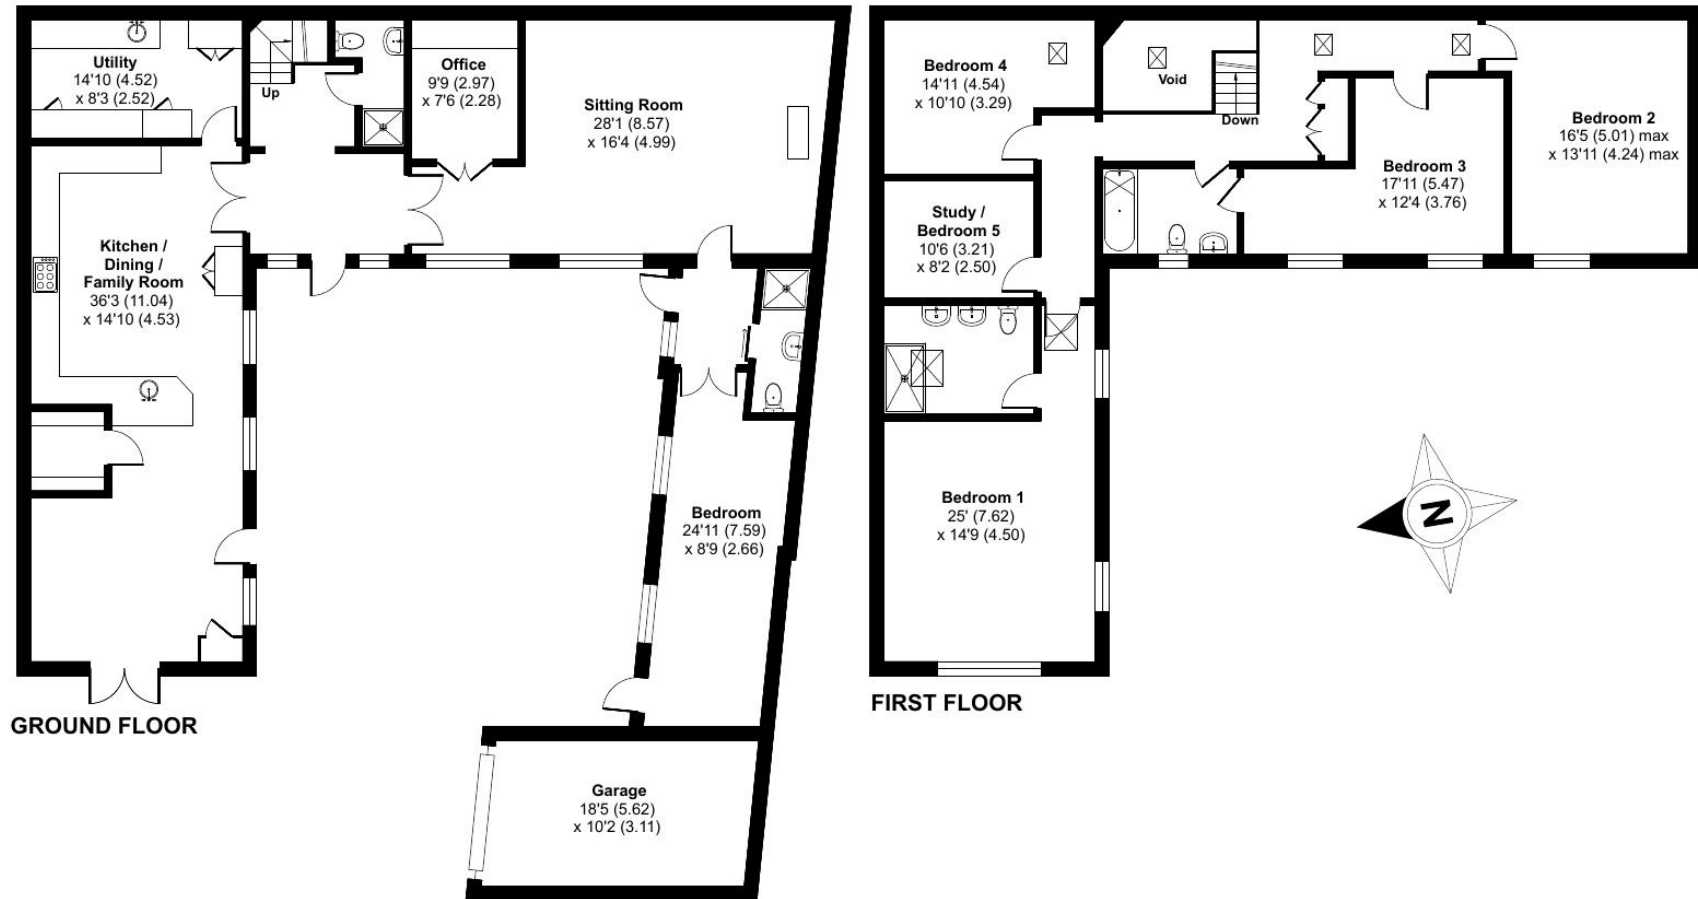 Utility
14'10 (4.52)
x 8'3 (2.52)
Up
Office
9'9 (2.97)
x 7'6 (2.28)
Sitting Room
28'1 (8.57)
x 16'4 (4.99)
Kitchen /
Dining /
Family Room
36'3 (11.04)
x 14'10 (4.53)
Bedroom
24'11 (7.59)
x 8'9 (2.66)
Garage
18'5 (5.62)
x 10'2 (3.11)
GROUND FLOOR
Bedroom 4
14'11 (4.54)
x 10'10 (3.29)
Void
Down
Bedroom 2
16'5 (5.01) max
x 13'11 (4.24) max
Bedroom 3
17'11 (5.47)
x 12'4 (3.76)
Study /
Bedroom 5
10'6 (3.21)
x 8'2 (2.50)
Bedroom 1
25' (7.62)
x 14'9 (4.50)
N
FIRST FLOOR